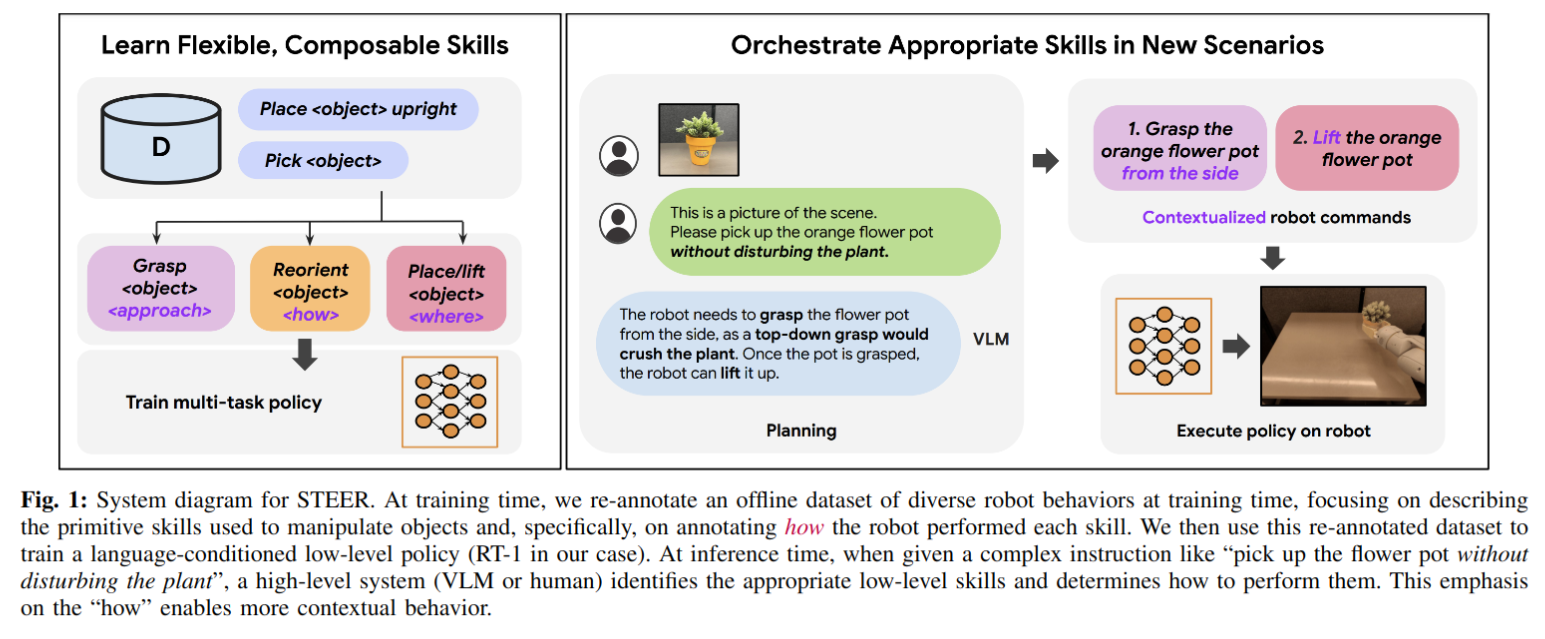 Learn Flexible, Composable Skills
D
Place <object> upright
Pick <object>
Grasp
<object>
<approach>
Reorient
<object>
<how>
Place/lift
<object>
<where>
Train multi-task policy
Orchestrate Appropriate Skills in New Scenarios
This is a picture of the scene.
Please pick up the orange flower pot
without disturbing the plant.
The robot needs to grasp the flower pot
from the side, as a top-down grasp would
crush the plant. Once the pot is grasped,
the robot can lift it up.
VLM
Planning
1. Grasp the
orange flower pot
from the side
2. Lift the orange
flower pot
Contextualized robot commands
Execute policy on robot
Fig. 1: System diagram for STEER. At training time, we re-annotate an offline dataset of diverse robot behaviors at training time, focusing on describing
the primitive skills used to manipulate objects and, specifically, on annotating how the robot performed each skill. We then use this re-annotated dataset to
train a language-conditioned low-level policy (RT-1 in our case). At inference time, when given a complex instruction like “pick up the flower pot without
disturbing the plant”, a high-level system (VLM or human) identifies the appropriate low-level skills and determines how to perform them. This emphasis
on the “how” enables more contextual behavior.